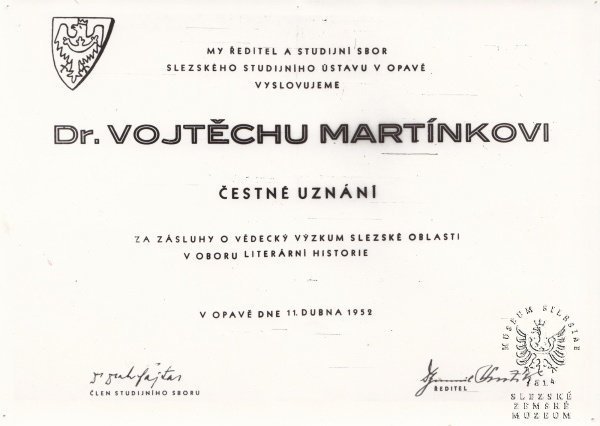 MY ŘEDITEL A STUDIJNÍ SBOR
SLEZSKÉHO STUDIJNÍHO ÚSTAVU V OPAVĚ
VYSLOVUJEME
Dr. VOJTĚCHU MARTÍNKOVI
ČESTNÉ UZNÁNÍ
ZA ZÁSLUHY O VĚDECKÝ VÝZKUM SLEZSKÉ OBLASTI
V OBORU LITERÁRNÍ HISTORIE
V OPAVĚ DNE 11. DUBNA 1952
ČLEN STUDIJNÍHO SBORU
ŘEDITEL
MUSEUM SILESIAE
1814
SLEZSKÉ
ZEMSKÉ
MUZEUM